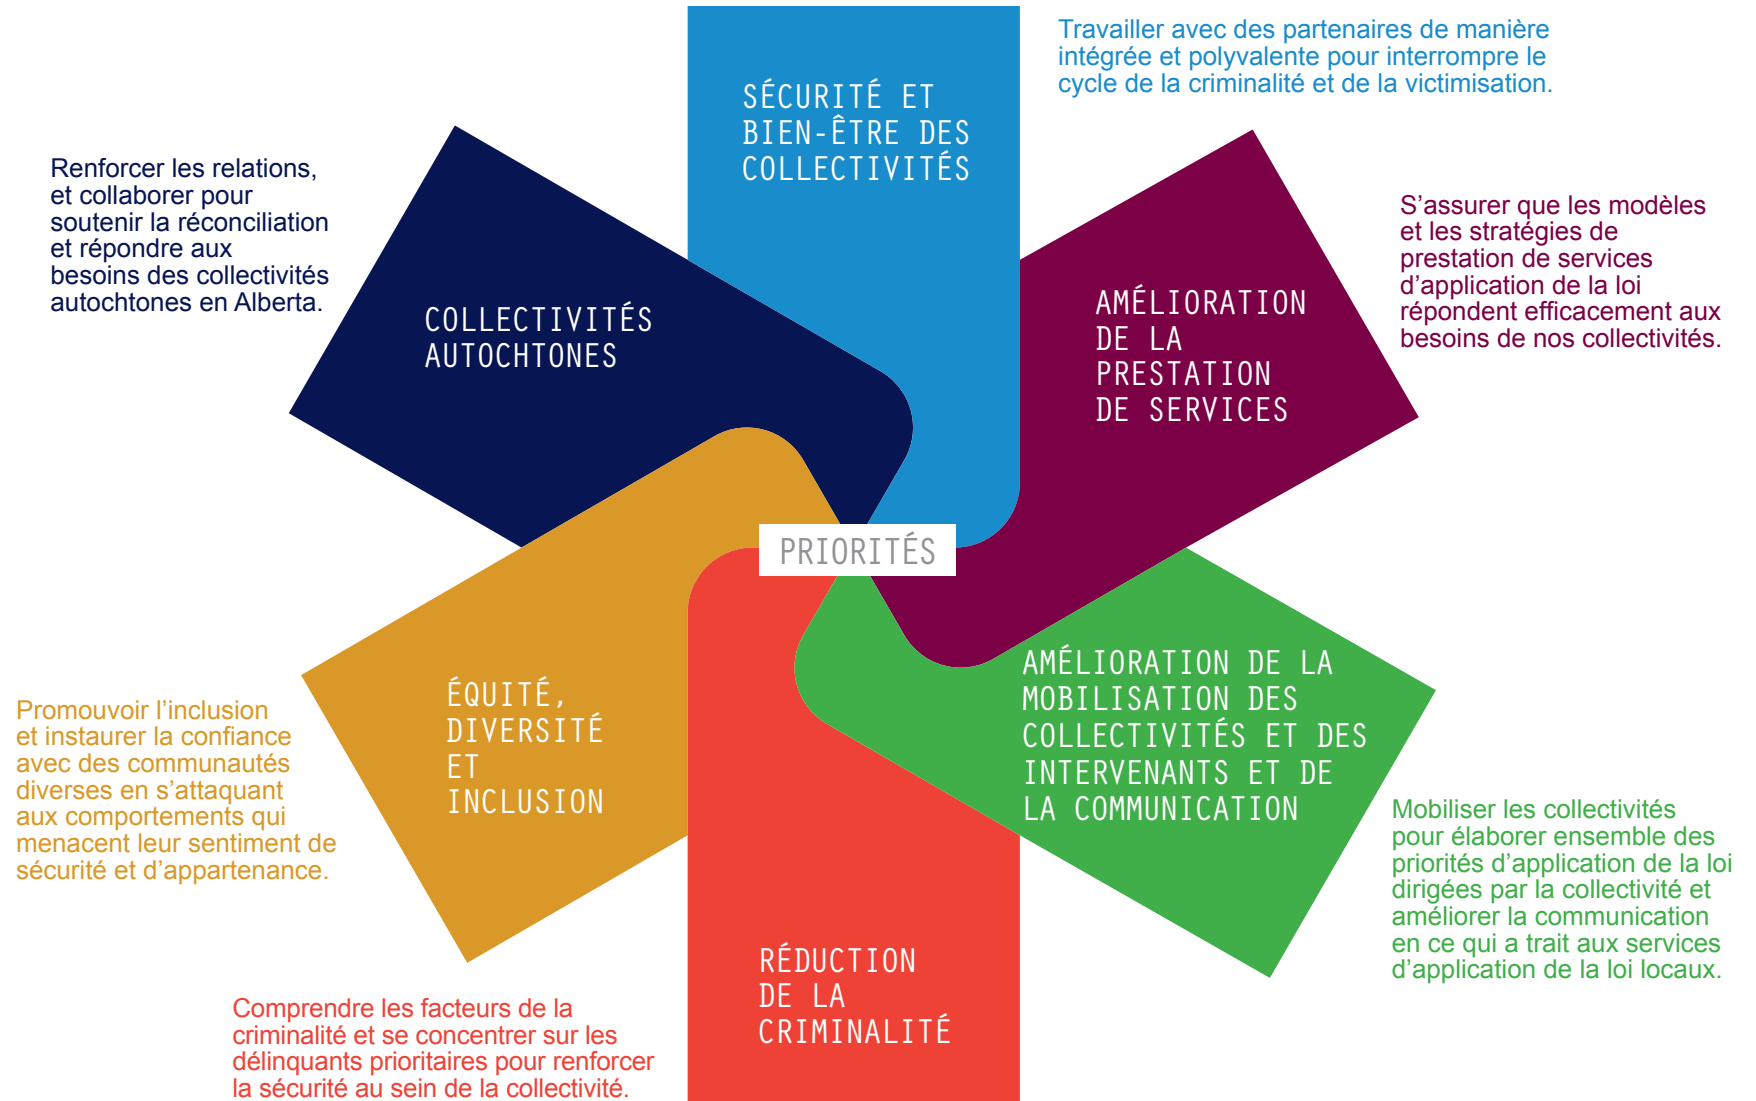 Travailler avec des partenaires de manière
intégrée et polyvalente pour interrompre le
cycle de la criminalité et de la victimisation.
SÉCURITÉ ET
BIEN-ÊTRE DES
COLLECTIVITÉS
Renforcer les relations,
et collaborer pour
soutenir la réconciliation
et répondre aux
besoins des collectivités
autochtones en Alberta.
COLLECTIVITÉS
AUTOCHTONES
S’assurer que les modèles
et les stratégies de
prestation de services
d’application de la loi
répondent efficacement aux
besoins de nos collectivités.
AMÉLIORATION
DE LA
PRESTATION
DE SERVICES
PRIORITÉS
ÉQUITÉ,
DIVERSITÉ
ET
INCLUSION
Promouvoir l’inclusion
et instaurer la confiance
avec des communautés
diverses en s'attaquant
aux comportements qui
menacent leur sentiment de
sécurité et d’appartenance.
AMÉLIORATION DE LA
MOBILISATION DES
COLLECTIVITÉS ET DES
INTERVENANTS ET DE
LA COMMUNICATION
Mobiliser les collectivités
pour élaborer ensemble des
priorités d’application de la loi
dirigées par la collectivité et
améliorer la communication
en ce qui a trait aux services
d’application de la loi locaux.
RÉDUCTION
DE LA
CRIMINALITÉ
Comprendre les facteurs de la
criminalité et se concentrer sur les
délinquants prioritaires pour renforcer
la sécurité au sein de la collectivité.